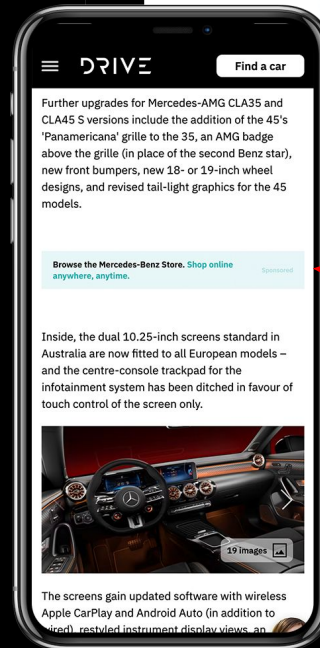 DRIVE
Find a car
Further upgrades for Mercedes-AMG CLA35 and
CLA45 S versions include the addition of the 45's
'Panamericana' grille to the 35, an AMG badge
above the grille (in place of the second Benz star),
new front bumpers, new 18- or 19-inch wheel
designs, and revised tail-light graphics for the 45
models.
Browse the Mercedes-Benz Store. Shop online
anywhere, anytime.
Sponsored
Inside, the dual 10.25-inch screens standard in
Australia are now fitted to all European models –
and the centre-console trackpad for the
infotainment system has been ditched in favour of
touch control of the screen only.
19 images
The screens gain updated software with wireless
Apple CarPlay and Android Auto (in addition to
wired), restyled instrument display views, an